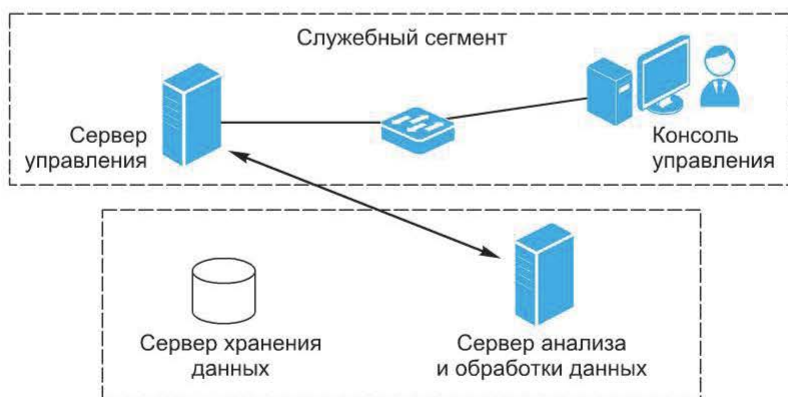 Служебный сегмент
Сервер
управления
Консоль
управления
Сервер хранения
данных
Сервер анализа
и обработки данных